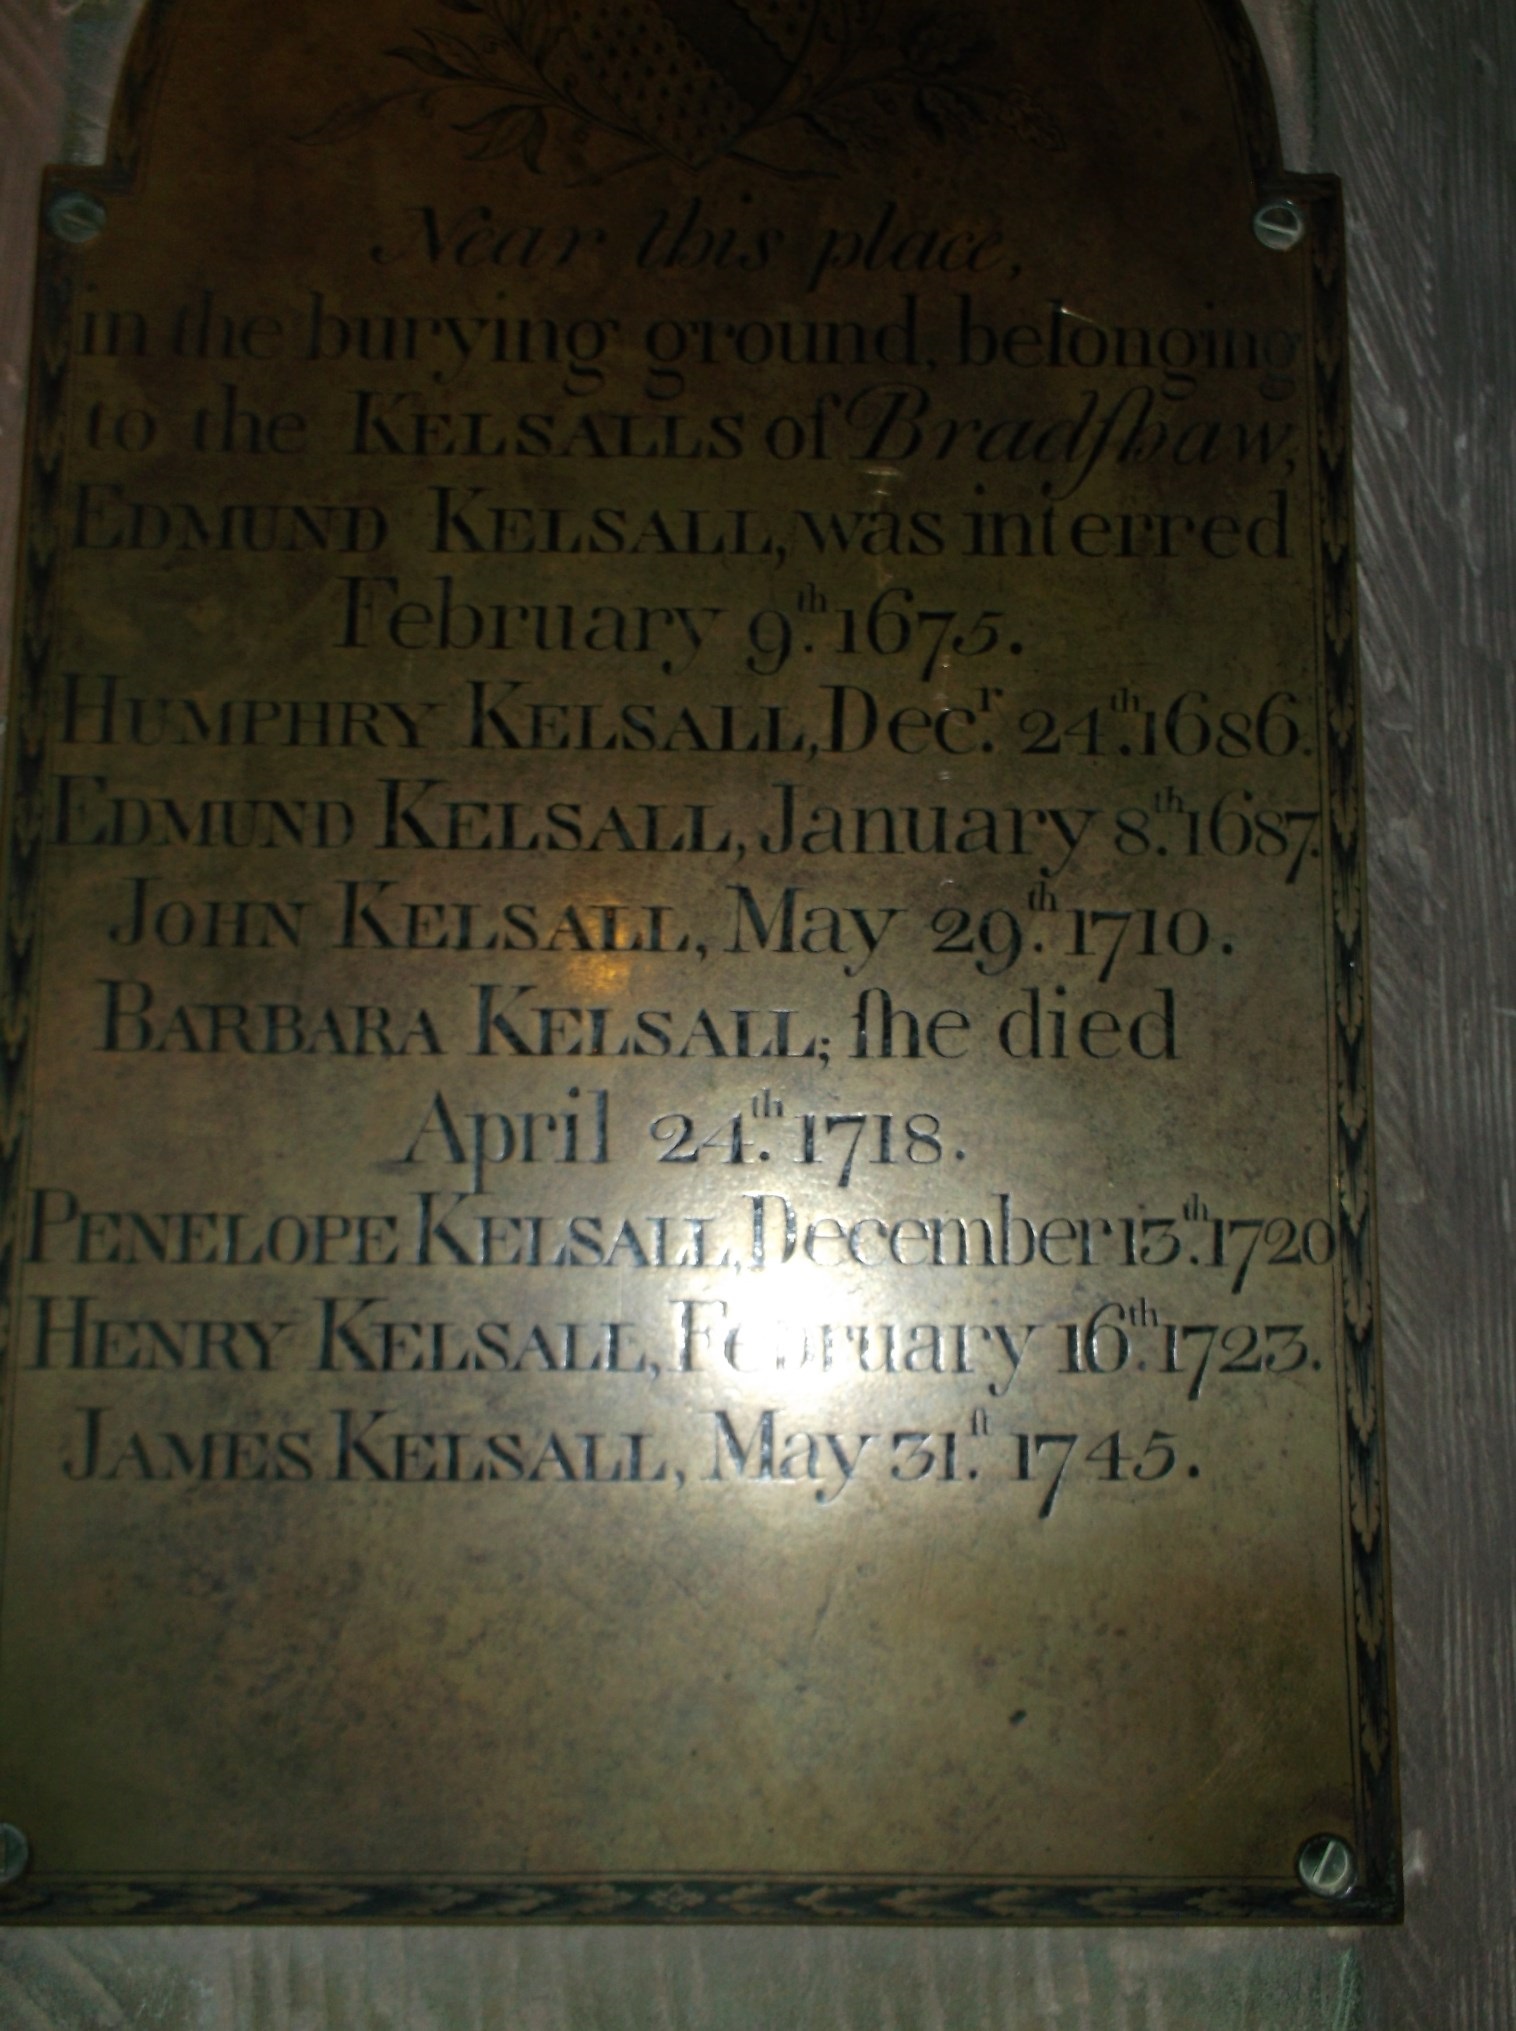 Near this place,
in the burying ground, belonging
to the KELSALLS of Bradſhaw,
EDMUND KELSALL, was interred
February 9th. 1675.
HUMPHRY KELSALL, Decr. 24th. 1686.
EDMUND KELSALL, January 8th. 1687.
JOHN KELSALL, May 29th. 1710.
BARBARA KELSALL; ſhe died
April 24th. 1718.
PENELOPE KELSALL, December 13th. 1720
HENRY KELSALL, February 16th. 1723.
JAMES KELSALL, May 31ſt. 1745.